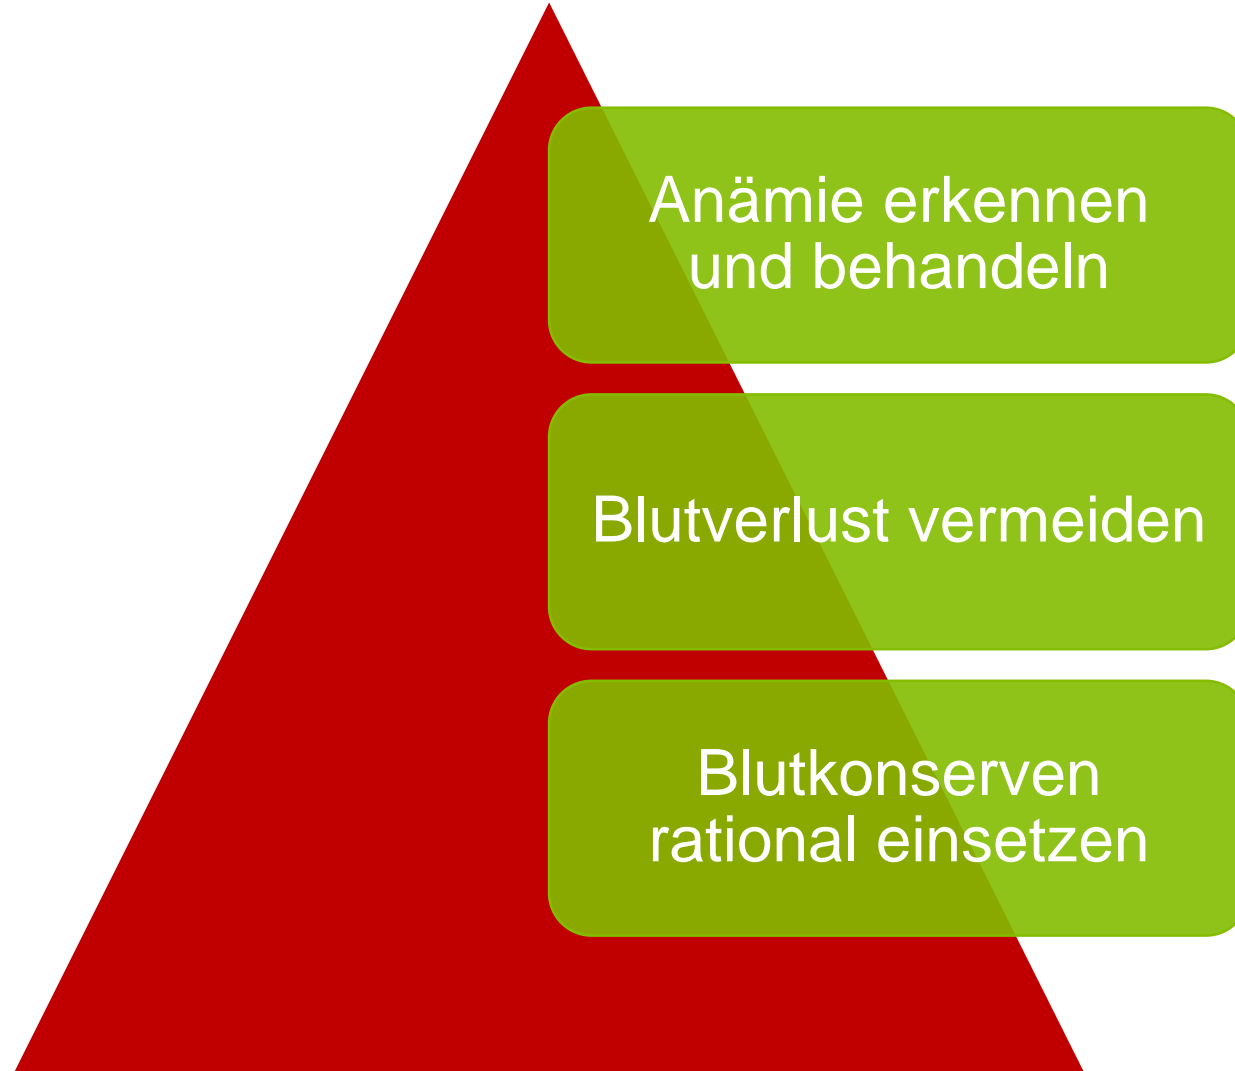 Anämie erkennen
und behandeln
Blutverlust vermeiden
Blutkonserven
rational einsetzen